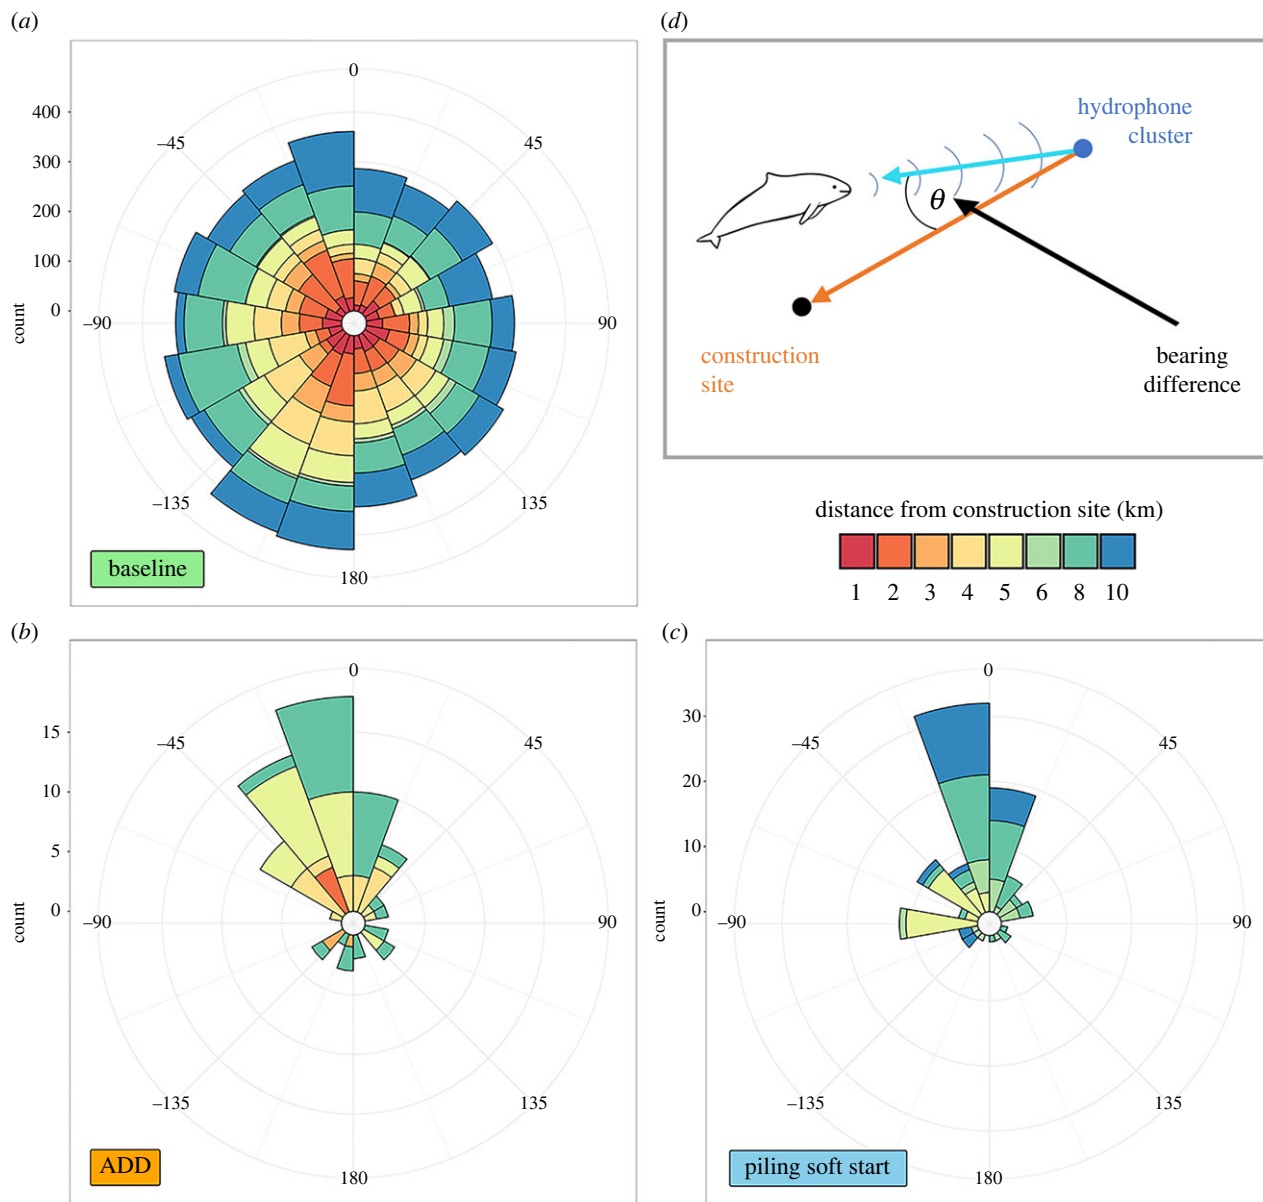 (a)
0
45
90
135
180
−135
−90
−45
400
300
200
100
0
count
baseline
(d)
hydrophone
cluster
θ
construction
site
bearing
difference
distance from construction site (km)
1 2 3 4 5 6 8 10
(b)
0
45
90
135
180
−135
−90
−45
15
10
5
0
count
ADD
(c)
0
45
90
135
180
−135
−90
−45
30
20
10
0
count
piling soft start